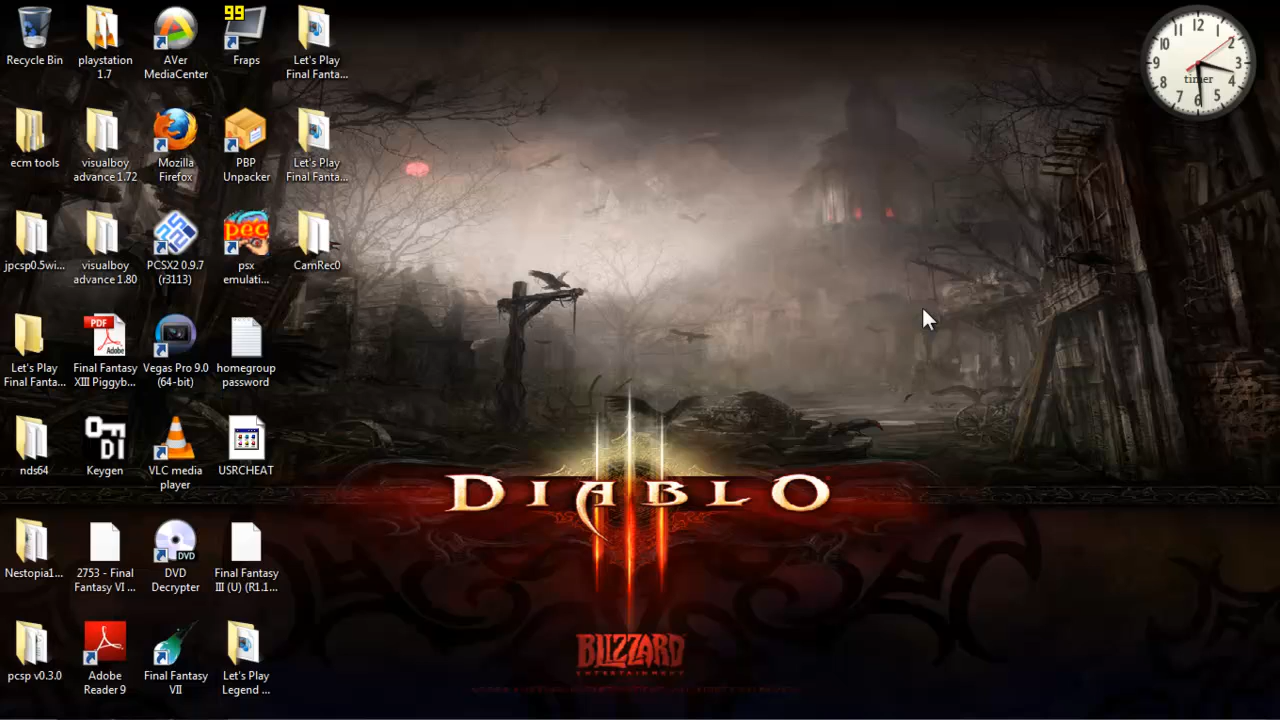 99
Recycle Bin
playstation
1.7
AVer
MediaCenter
Fraps
Let's Play
Final Fanta...
ecm tools
visualboy
advance 1.72
Mozilla
Firefox
PBP
Unpacker
Let's Play
Final Fanta...
jpcsp0.5wi...
visualboy
advance 1.80
PCSX2 0.9.7
(r3113)
pec
psx
emulati...
CamRec0
Let's Play
Final Fanta...
PDF
Adobe
Final Fantasy
XIII Piggyb...
Vegas Pro 9.0
(64-bit)
homegroup
password
nds64
DI
Keygen
VLC media
player
USRCHEAT
Nestopia1...
2753 - Final
Fantasy VI ...
DVD
DVD
Decrypter
Final Fantasy
III (U) (R1.1...
pcsp v0.3.0
Adobe
Reader 9
Final Fantasy
VII
Let's Play
Legend ...
12
1
2
3
4
5
6
7
8
9
10
11
timer
DIABLO
III
BLIZZARD
ENTERTAINMENT